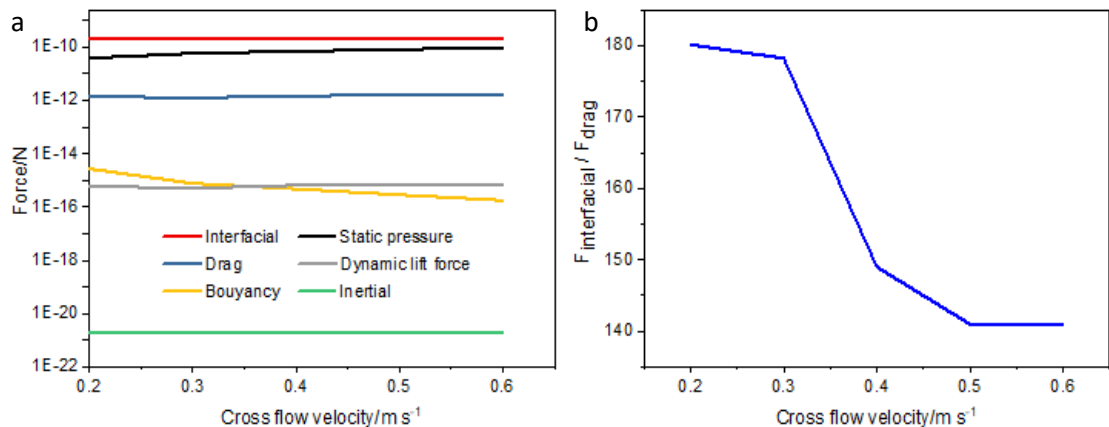 a
1E-10
1E-12
1E-14
1E-16
1E-18
1E-20
1E-22
Force/N
Interfacial
Static pressure
Drag
Dynamic lift force
Bouyancy
Inertial
0.2
0.3
0.4
0.5
0.6
Cross flow velocity/m s⁻¹
b
180
170
160
150
140
F_interfacial / F_drag
0.2
0.3
0.4
0.5
0.6
Cross flow velocity/m s⁻¹